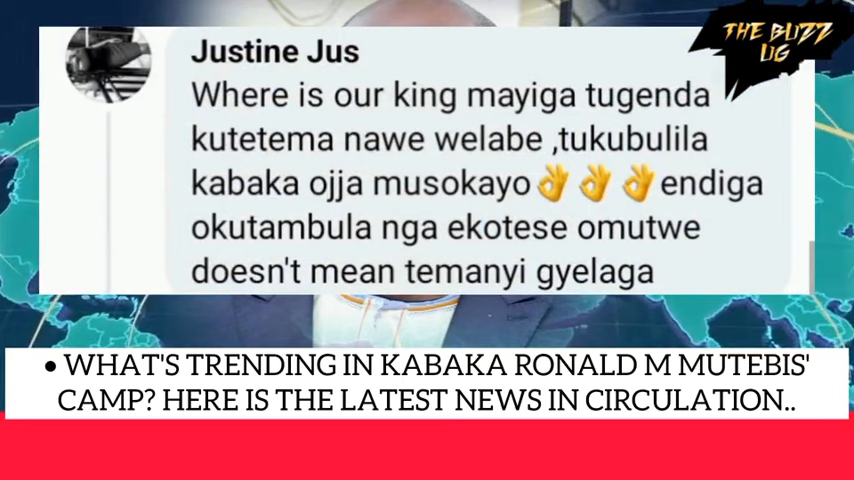 THE BUZZ
UG
Justine Jus
Where is our king mayiga tugenda
kutetema nawe welabe ,tukubulila
kabaka ojja musokayo👌👌👌endiga
okutambula nga ekotese omutwe
doesn't mean temanyi gyelaga
• WHAT'S TRENDING IN KABAKA RONALD M MUTEBIS'
CAMP? HERE IS THE LATEST NEWS IN CIRCULATION..